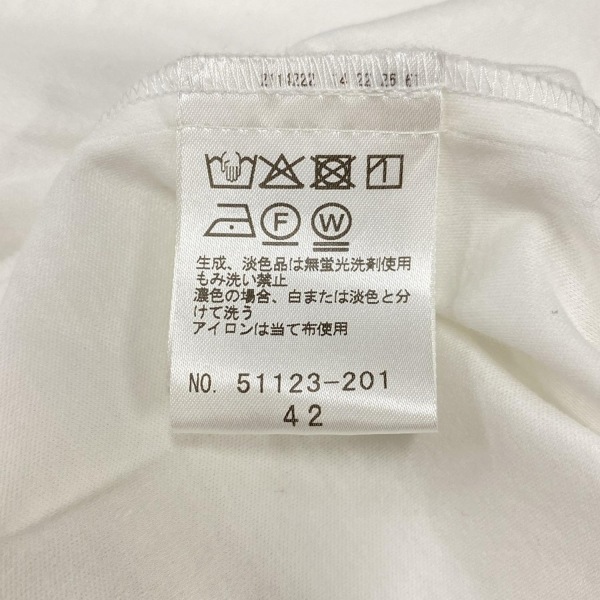 F W
生成、淡色品は無蛍光洗剤使用
もみ洗い禁止
濃色の場合、白または淡色と分
けて洗う
アイロンは当て布使用
NO. 51123-201
42